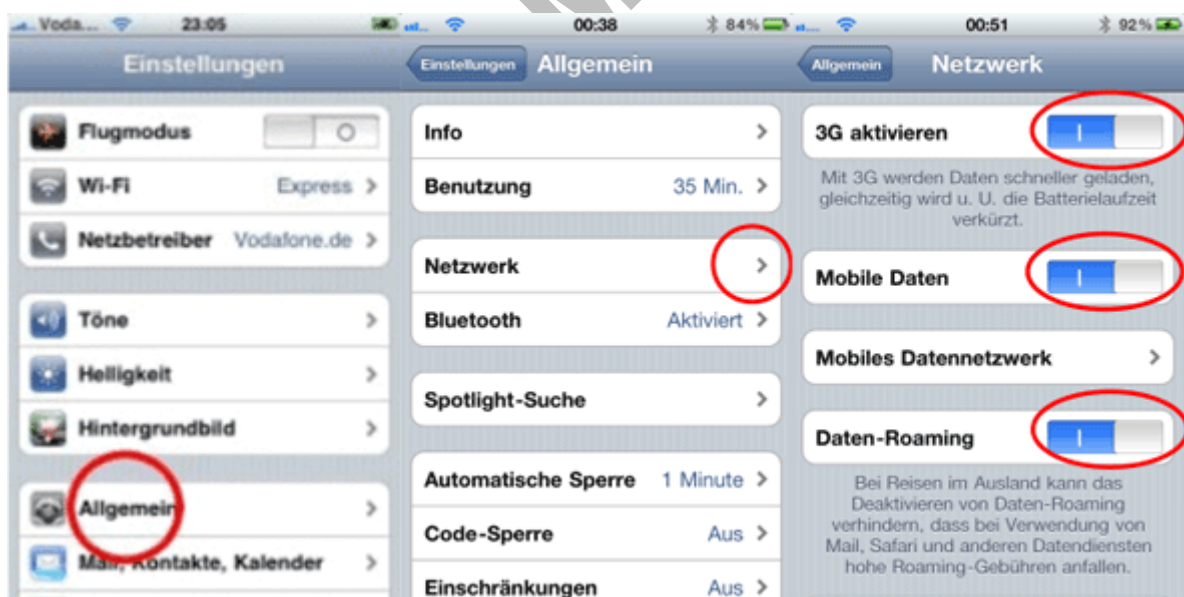 Voda... 23:05
Einstellungen
Flugmodus
Wi-Fi Express
Netzbetreiber Vodafone.de
Töne
Helligkeit
Hintergrundbild
Allgemein
Mail, Kontakte, Kalender
00:38 84%
Einstellungen Allgemein
Info
Benutzung 35 Min.
Netzwerk
Bluetooth Aktiviert
Spotlight-Suche
Automatische Sperre 1 Minute
Code-Sperre Aus
Einschränkungen Aus
00:51 92%
Allgemein Netzwerk
3G aktivieren
Mit 3G werden Daten schneller geladen,
gleichzeitig wird u. U. die Batterielaufzeit
verkürzt.
Mobile Daten
Mobiles Datennetzwerk
Daten-Roaming
Bei Reisen im Ausland kann das
Deaktivieren von Daten-Roaming
verhindern, dass bei Verwendung von
Mail, Safari und anderen Datendiensten
hohe Roaming-Gebühren anfallen.